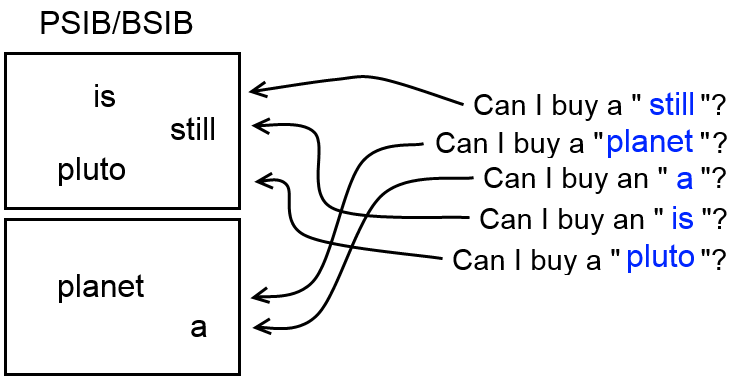 PSIB/BSIB
is
still
pluto
planet
a
Can I buy a " still "?
Can I buy a "planet "?
Can I buy an " a "?
Can I buy an " is "?
Can I buy a " pluto "?